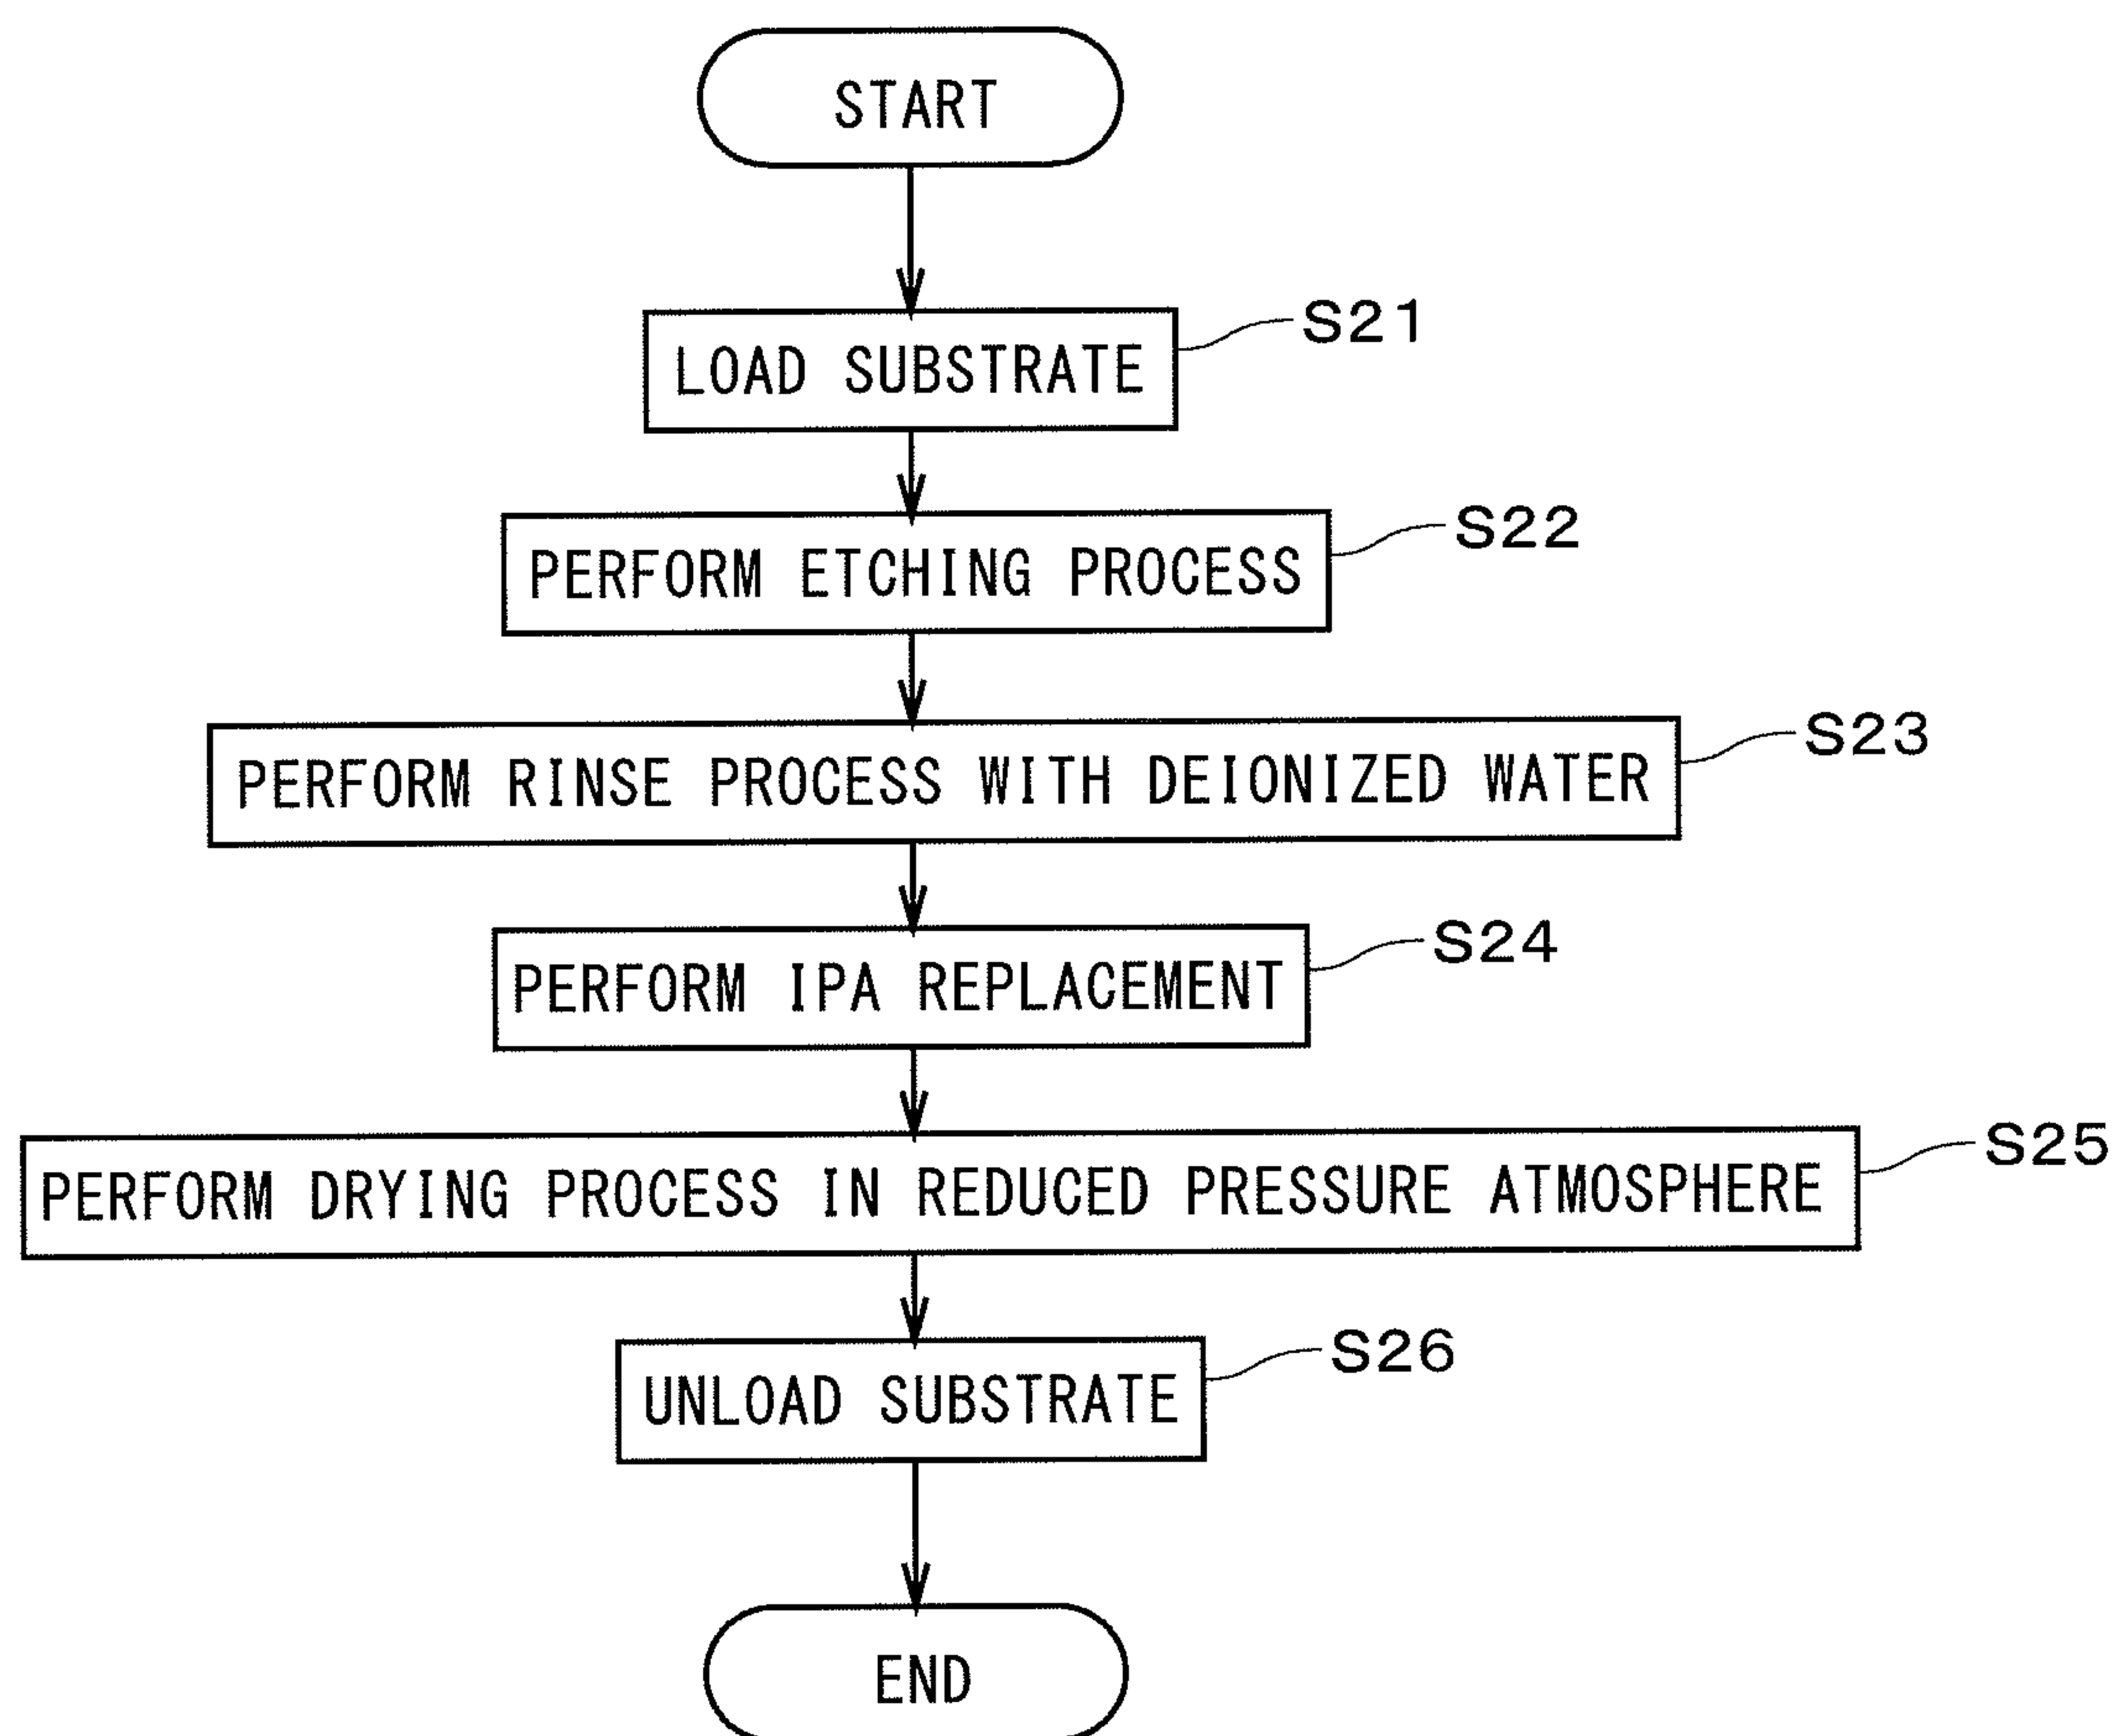 START
LOAD SUBSTRATE
S21
PERFORM ETCHING PROCESS
S22
PERFORM RINSE PROCESS WITH DEIONIZED WATER
S23
PERFORM IPA REPLACEMENT
S24
PERFORM DRYING PROCESS IN REDUCED PRESSURE ATMOSPHERE
S25
UNLOAD SUBSTRATE
S26
END